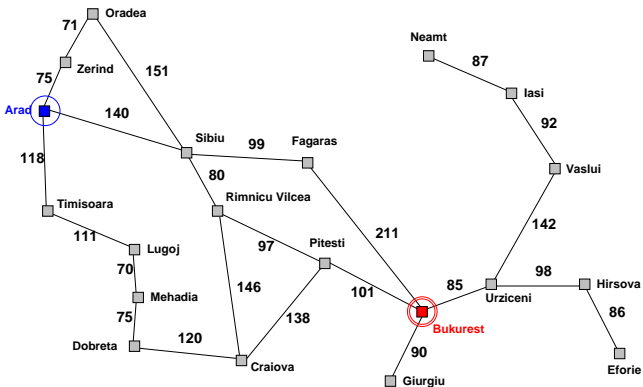 Oradea
71
Neamt
87
Zerind
151
75
Iasi
Arad
140
92
Sibiu
99
Fagaras
118
80
Vaslui
Rimnicu Vilcea
Timisoara
111
97
211
142
Lugoj
Pitesti
70
146
101
85
98
Hirsova
Mehadia
Urziceni
75
138
86
120
Bukurest
Dobreta
90
Eforie
Craiova
Giurgiu